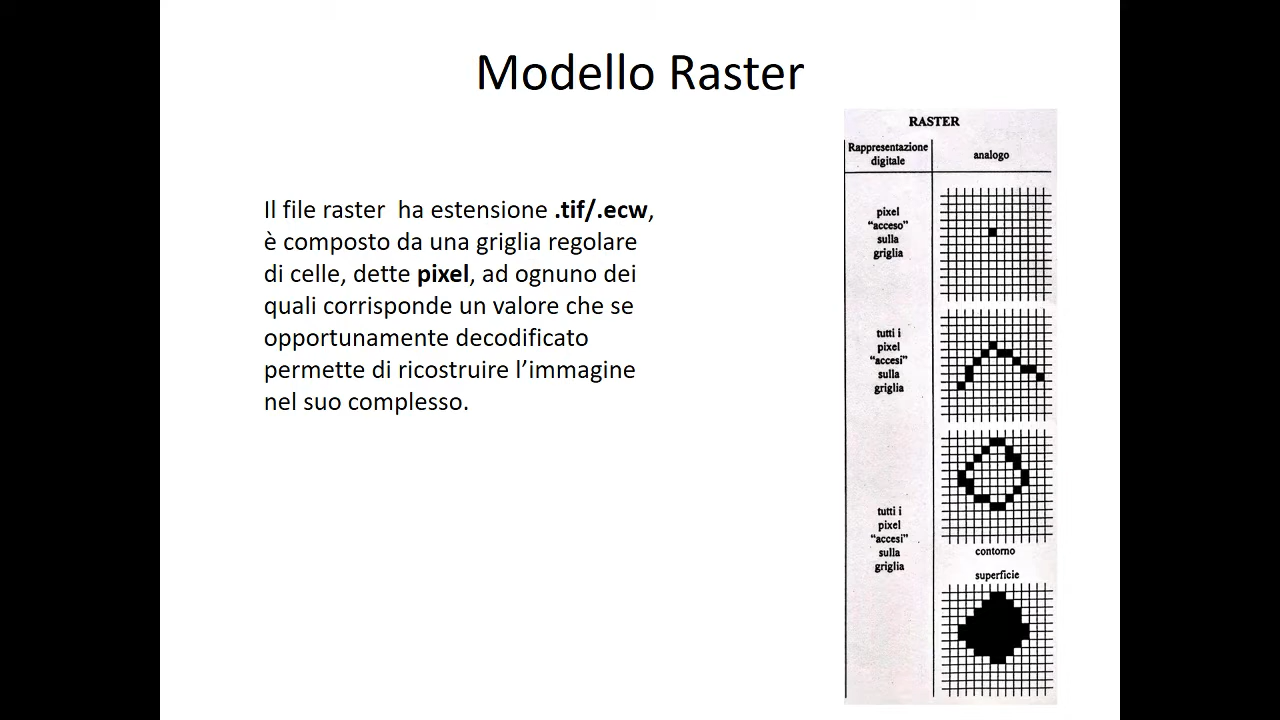 Modello Raster
Il file raster ha estensione .tif/.ecw,
è composto da una griglia regolare
di celle, dette pixel, ad ognuno dei
quali corrisponde un valore che se
opportunamente decodificato
permette di ricostruire l’immagine
nel suo complesso.
RASTER
Rappresentazione
digitale
analogo
pixel
“acceso”
sulla
griglia
tutti i
pixel
“accesi”
sulla
griglia
tutti i
pixel
“accesi”
sulla
griglia
contorno
superficie